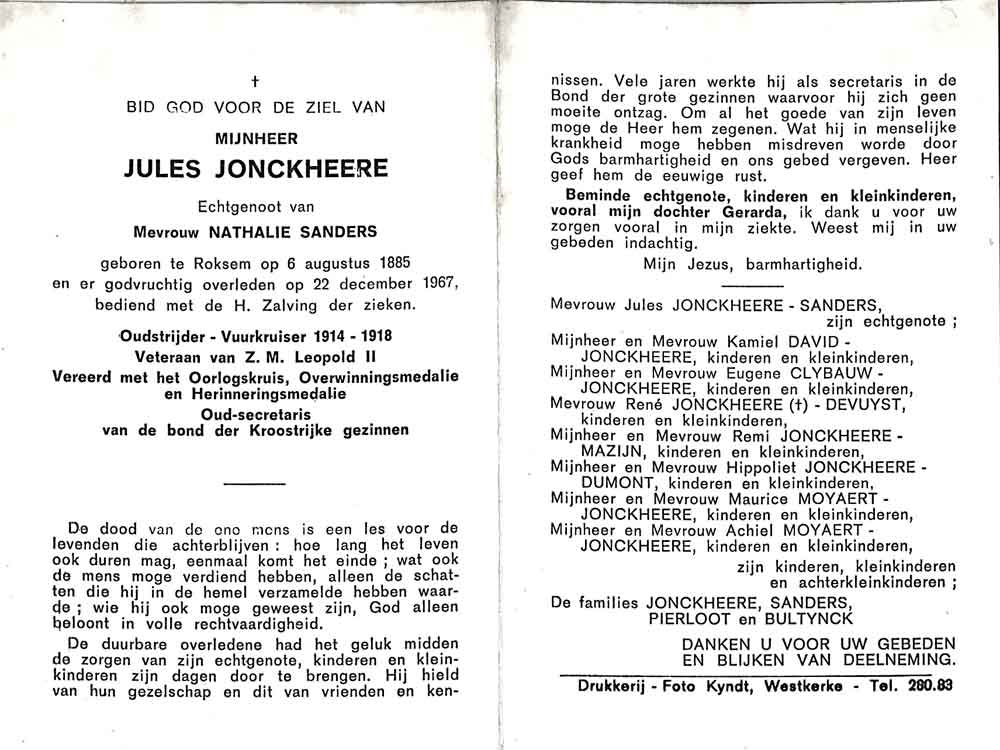 †
BID GOD VOOR DE ZIEL VAN
MIJNHEER
JULES JONCKHEERE
Echtgenoot van
Mevrouw NATHALIE SANDERS
geboren te Roksem op 6 augustus 1885
en er godvruchtig overleden op 22 december 1967,
bediend met de H. Zalving der zieken.
Oudstrijder - Vuurkruiser 1914 - 1918
Veteraan van Z. M. Leopold II
Vereerd met het Oorlogskruis, Overwinningsmedalie
en Herinneringsmedalie
Oud-secretaris
van de bond der Kroostrijke gezinnen
De dood van de ene mens is een les voor de
levenden die achterblijven : hoe lang het leven
ook duren mag, eenmaal komt het einde ; wat ook
de mens moge verdiend hebben, alleen de schat-
ten die hij in de hemel verzamelde hebben waar-
de ; wie hij ook moge geweest zijn, God alleen
beloont in volle rechtvaardigheid.
De duurbare overledene had het geluk midden
de zorgen van zijn echtgenote, kinderen en klein-
kinderen zijn dagen door te brengen. Hij hield
van hun gezelschap en dit van vrienden en ken-
nissen. Vele jaren werkte hij als secretaris in de
Bond der grote gezinnen waarvoor hij zich geen
moeite ontzag. Om al het goede van zijn leven
moge de Heer hem zegenen. Wat hij in menselijke
krankheid moge hebben misdreven worde door
Gods barmhartigheid en ons gebed vergeven. Heer
geef hem de eeuwige rust.
Beminde echtgenote, kinderen en kleinkinderen,
vooral mijn dochter Gerarda, ik dank u voor uw
zorgen vooral in mijn ziekte. Weest mij in uw
gebeden indachtig.
Mijn Jezus, barmhartigheid.
Mevrouw Jules JONCKHEERE - SANDERS,
zijn echtgenote ;
Mijnheer en Mevrouw Kamiel DAVID -
JONCKHEERE, kinderen en kleinkinderen,
Mijnheer en Mevrouw Eugene CLYBAUW -
JONCKHEERE, kinderen en kleinkinderen,
Mevrouw René JONCKHEERE (†) - DEVUYST,
kinderen en kleinkinderen,
Mijnheer en Mevrouw Remi JONCKHEERE -
MAZIJN, kinderen en kleinkinderen,
Mijnheer en Mevrouw Hippoliet JONCKHEERE -
DUMONT, kinderen en kleinkinderen,
Mijnheer en Mevrouw Maurice MOYAERT -
JONCKHEERE, kinderen en kleinkinderen,
Mijnheer en Mevrouw Achiel MOYAERT -
JONCKHEERE, kinderen en kleinkinderen,
zijn kinderen, kleinkinderen
en achterkleinkinderen ;
De families JONCKHEERE, SANDERS,
PIERLOOT en BULTYNCK
DANKEN U VOOR UW GEBEDEN
EN BLIJKEN VAN DEELNEMING.
Drukkerij - Foto Kyndt, Westkerke - Tel. 280.83